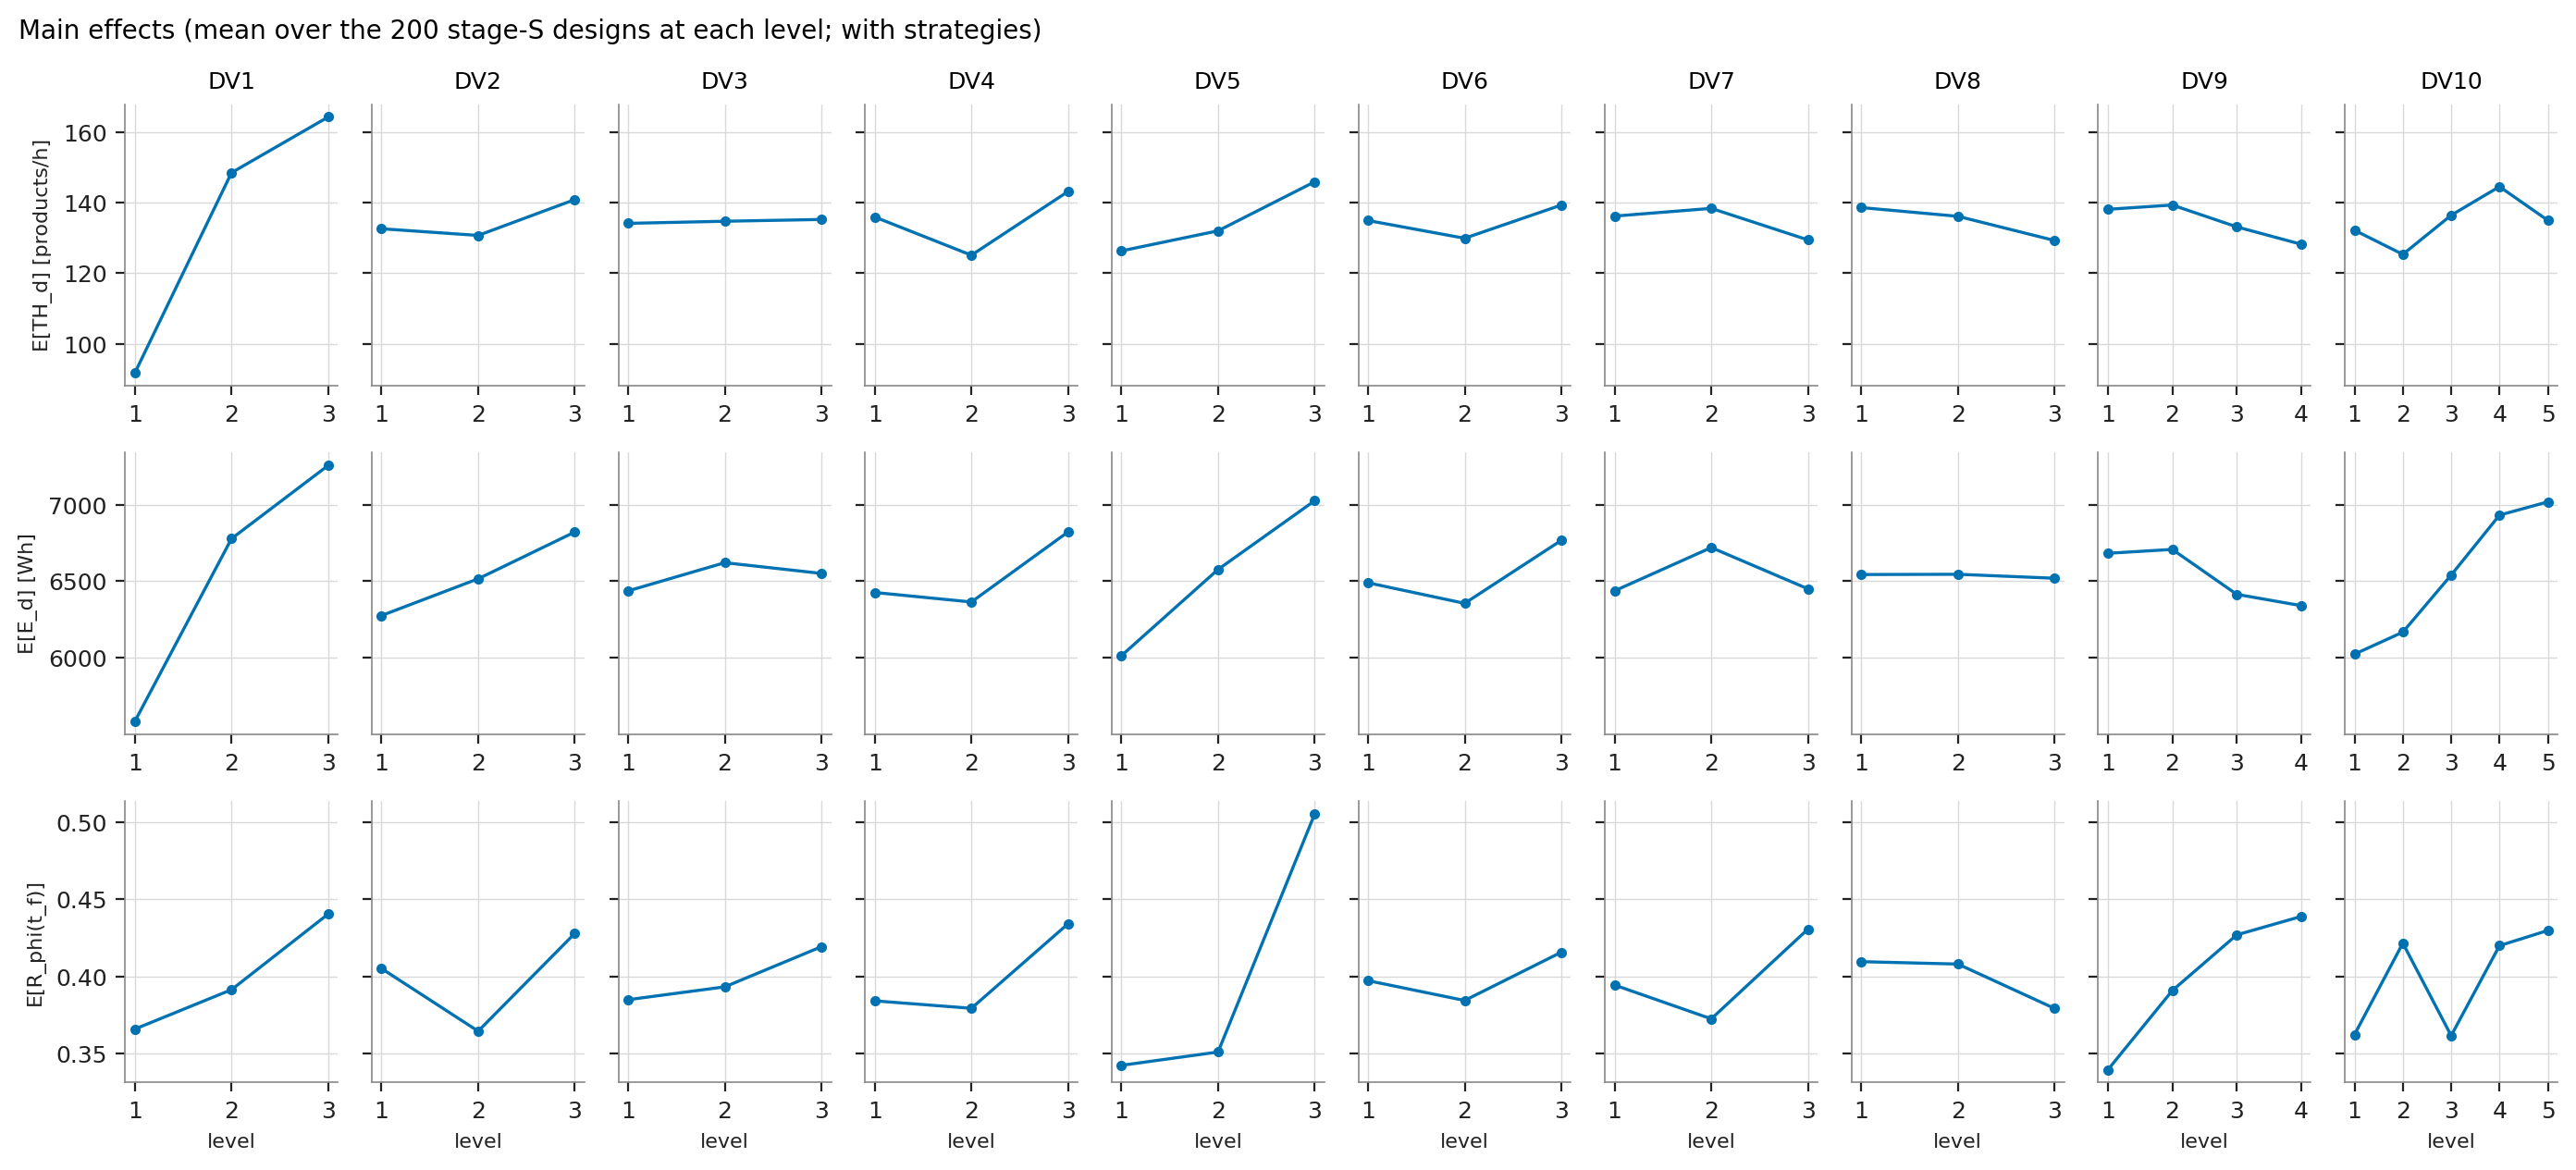 Main effects (mean over the 200 stage-S designs at each level; with strategies)
DV1 DV2 DV3 DV4 DV5 DV6 DV7 DV8 DV9 DV10
E[TH_d] [products/h]
160
140
120
100
1 2 3 1 2 3 1 2 3 1 2 3 1 2 3 1 2 3 1 2 3 1 2 3 1 2 3 4 1 2 3 4 5
E[E_d] [Wh]
7000
6500
6000
1 2 3 1 2 3 1 2 3 1 2 3 1 2 3 1 2 3 1 2 3 1 2 3 1 2 3 4 1 2 3 4 5
E[R_phi(t_f)]
0.50
0.45
0.40
0.35
1 2 3 1 2 3 1 2 3 1 2 3 1 2 3 1 2 3 1 2 3 1 2 3 1 2 3 4 1 2 3 4 5
level level level level level level level level level level